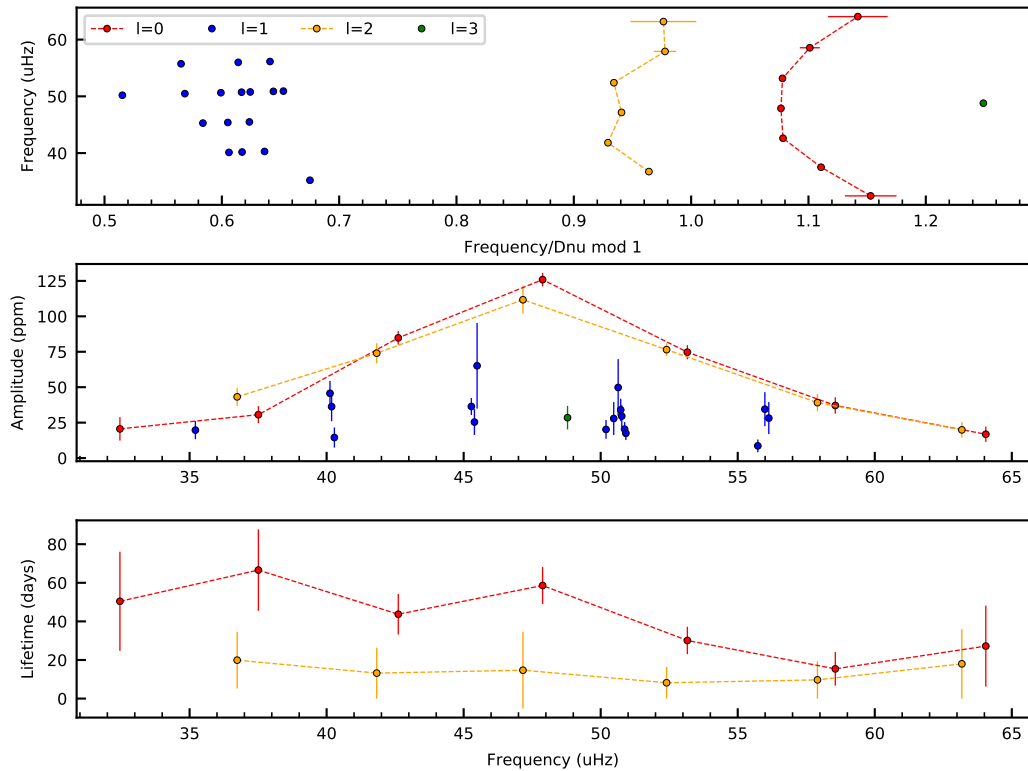 l=0 l=1 l=2 l=3
Frequency (uHz)
60
50
40
0.5 0.6 0.7 0.8 0.9 1.0 1.1 1.2
Frequency/Dnu mod 1
Amplitude (ppm)
125
100
75
50
25
0
35 40 45 50 55 60 65
Lifetime (days)
80
60
40
20
0
35 40 45 50 55 60 65
Frequency (uHz)